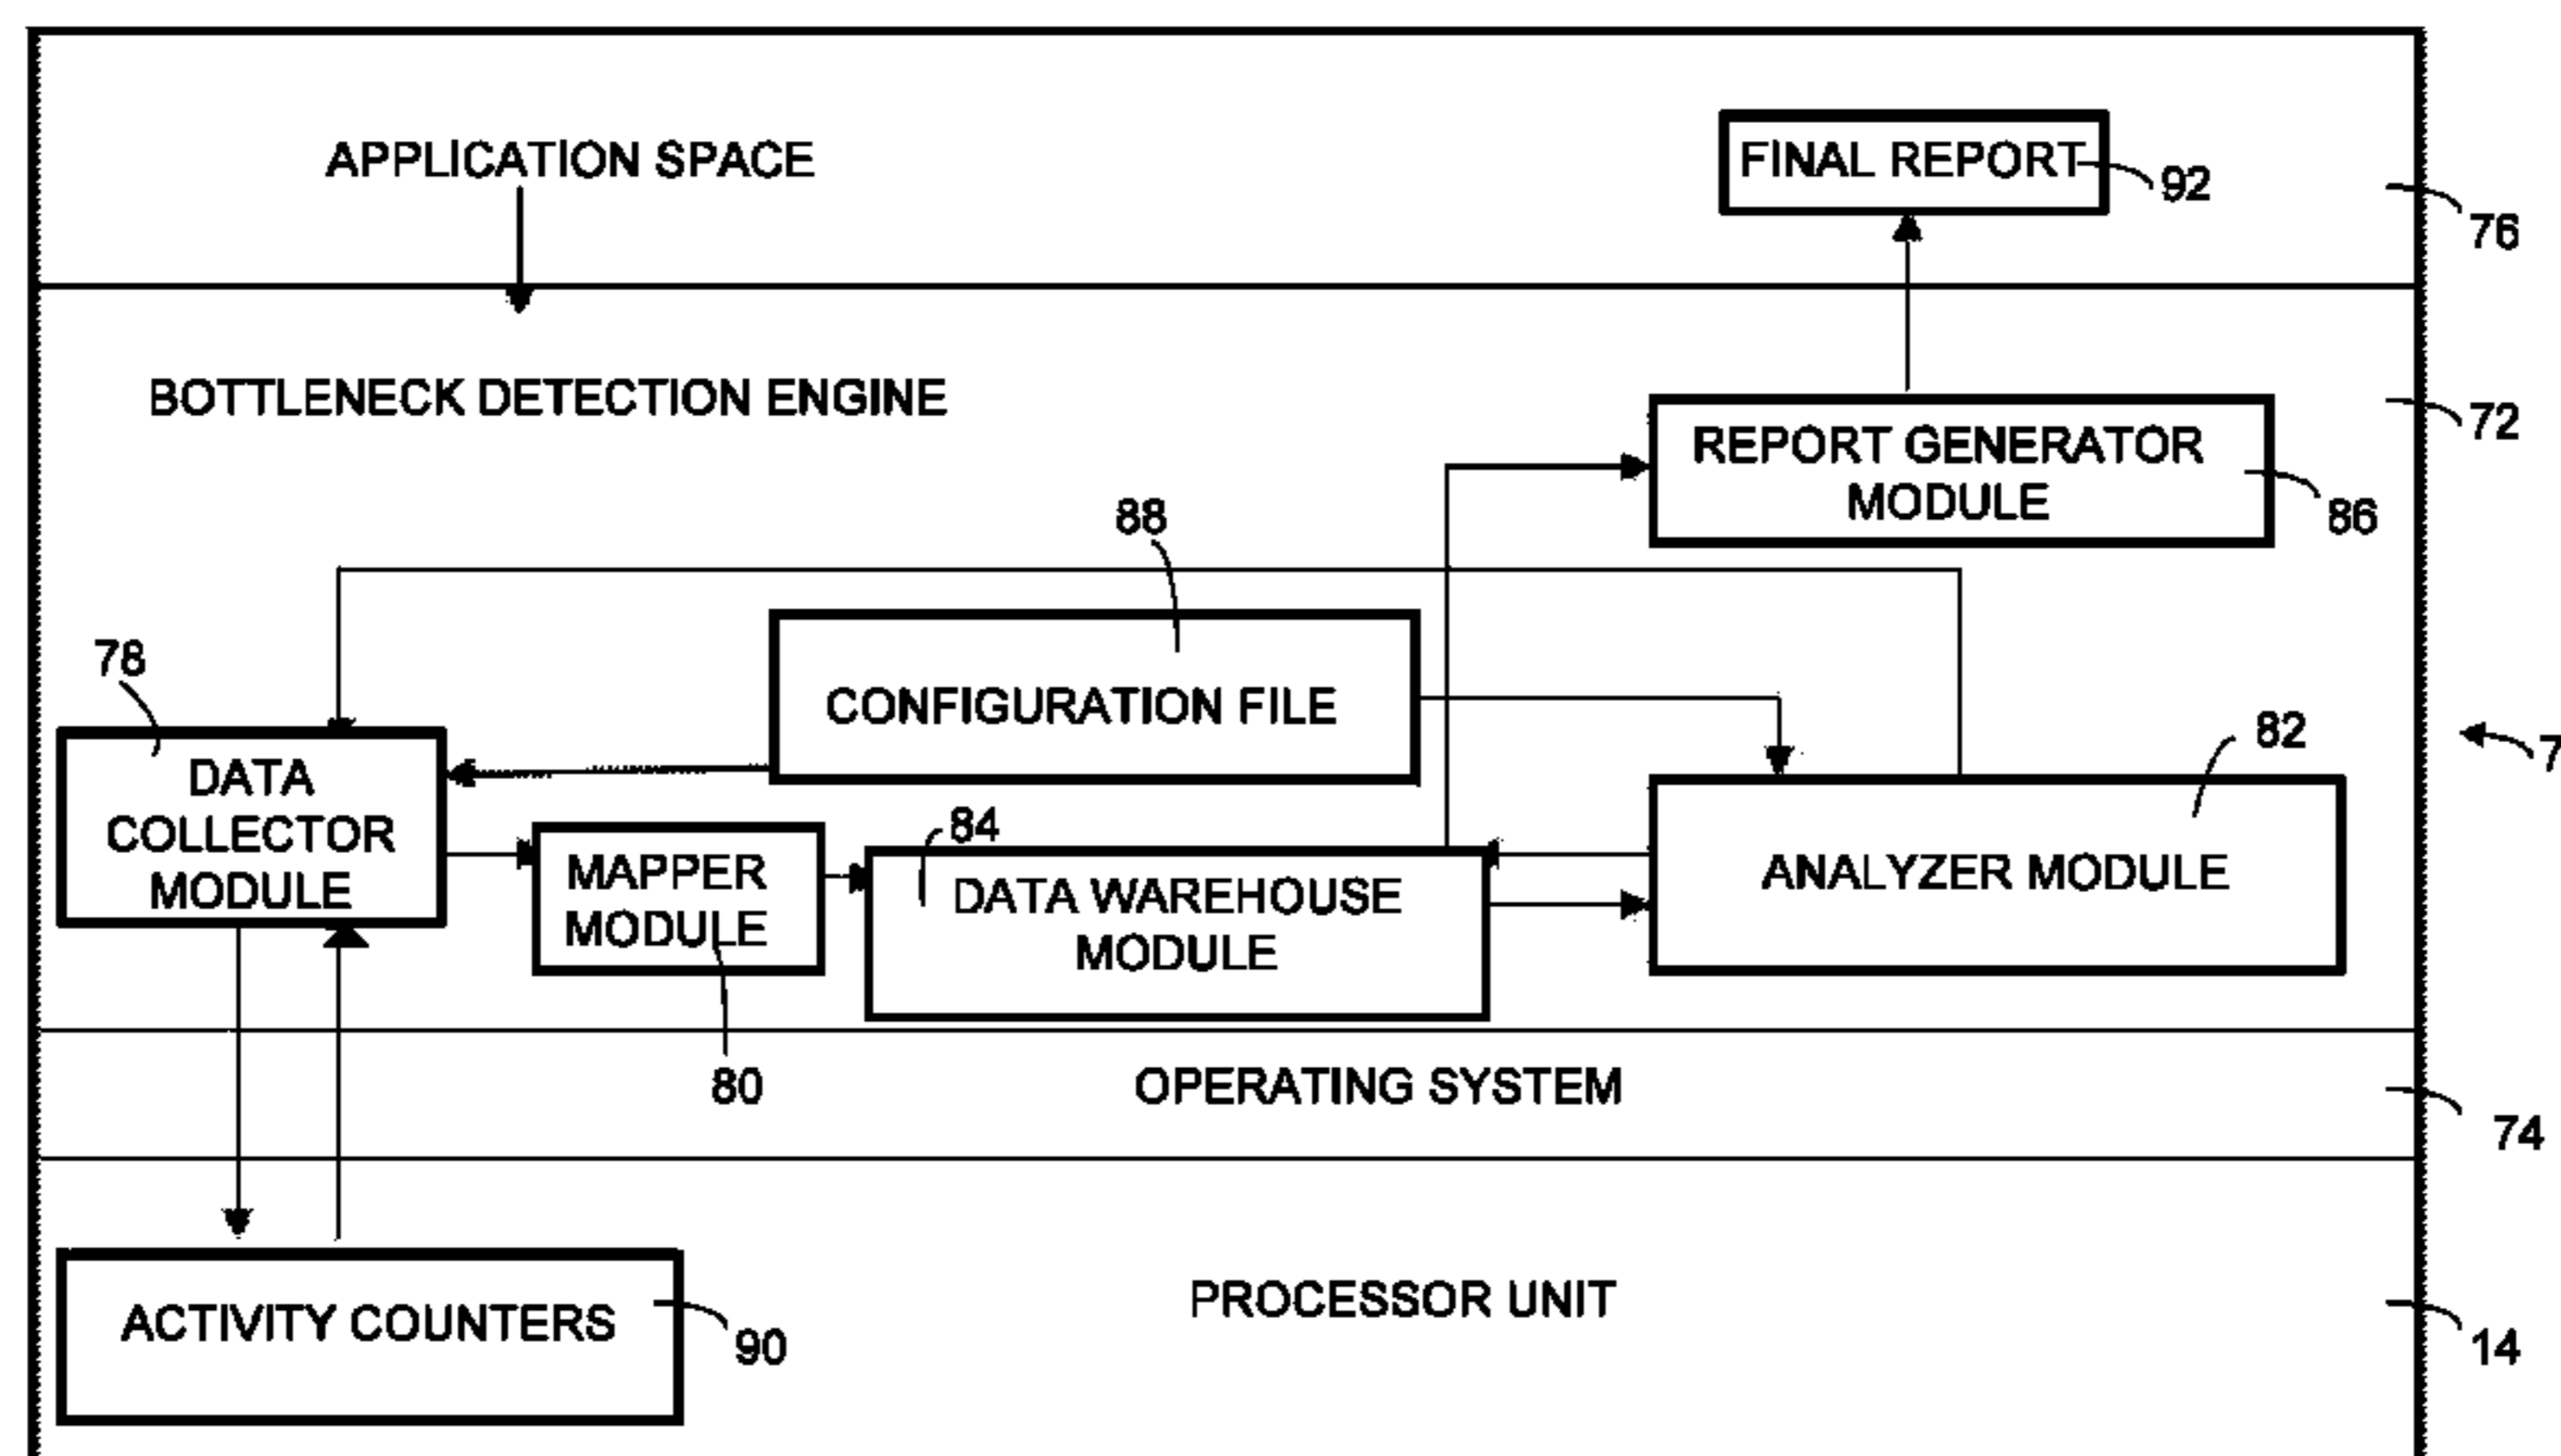 APPLICATION SPACE
FINAL REPORT
92
76
BOTTLENECK DETECTION ENGINE
72
REPORT GENERATOR
MODULE
86
88
78
CONFIGURATION FILE
82
7
DATA
COLLECTOR
MODULE
84
MAPPER
MODULE
DATA WAREHOUSE
MODULE
ANALYZER MODULE
80
OPERATING SYSTEM
74
ACTIVITY COUNTERS
90
PROCESSOR UNIT
14